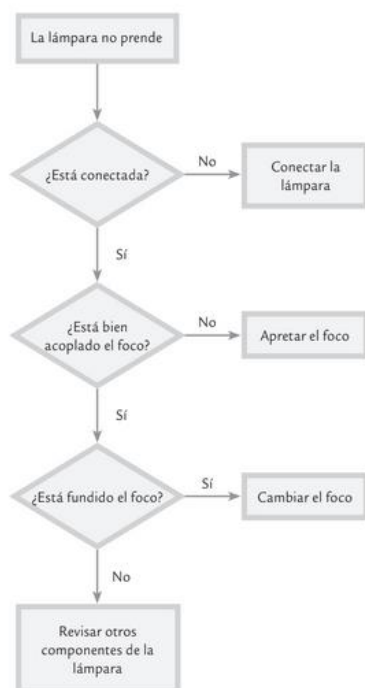 La lámpara no prende
¿Está conectada?
No
Conectar la
lámpara
Sí
¿Está bien
acoplado el foco?
No
Apretar el foco
Sí
¿Está fundido el foco?
Sí
Cambiar el foco
No
Revisar otros
componentes de la
lámpara